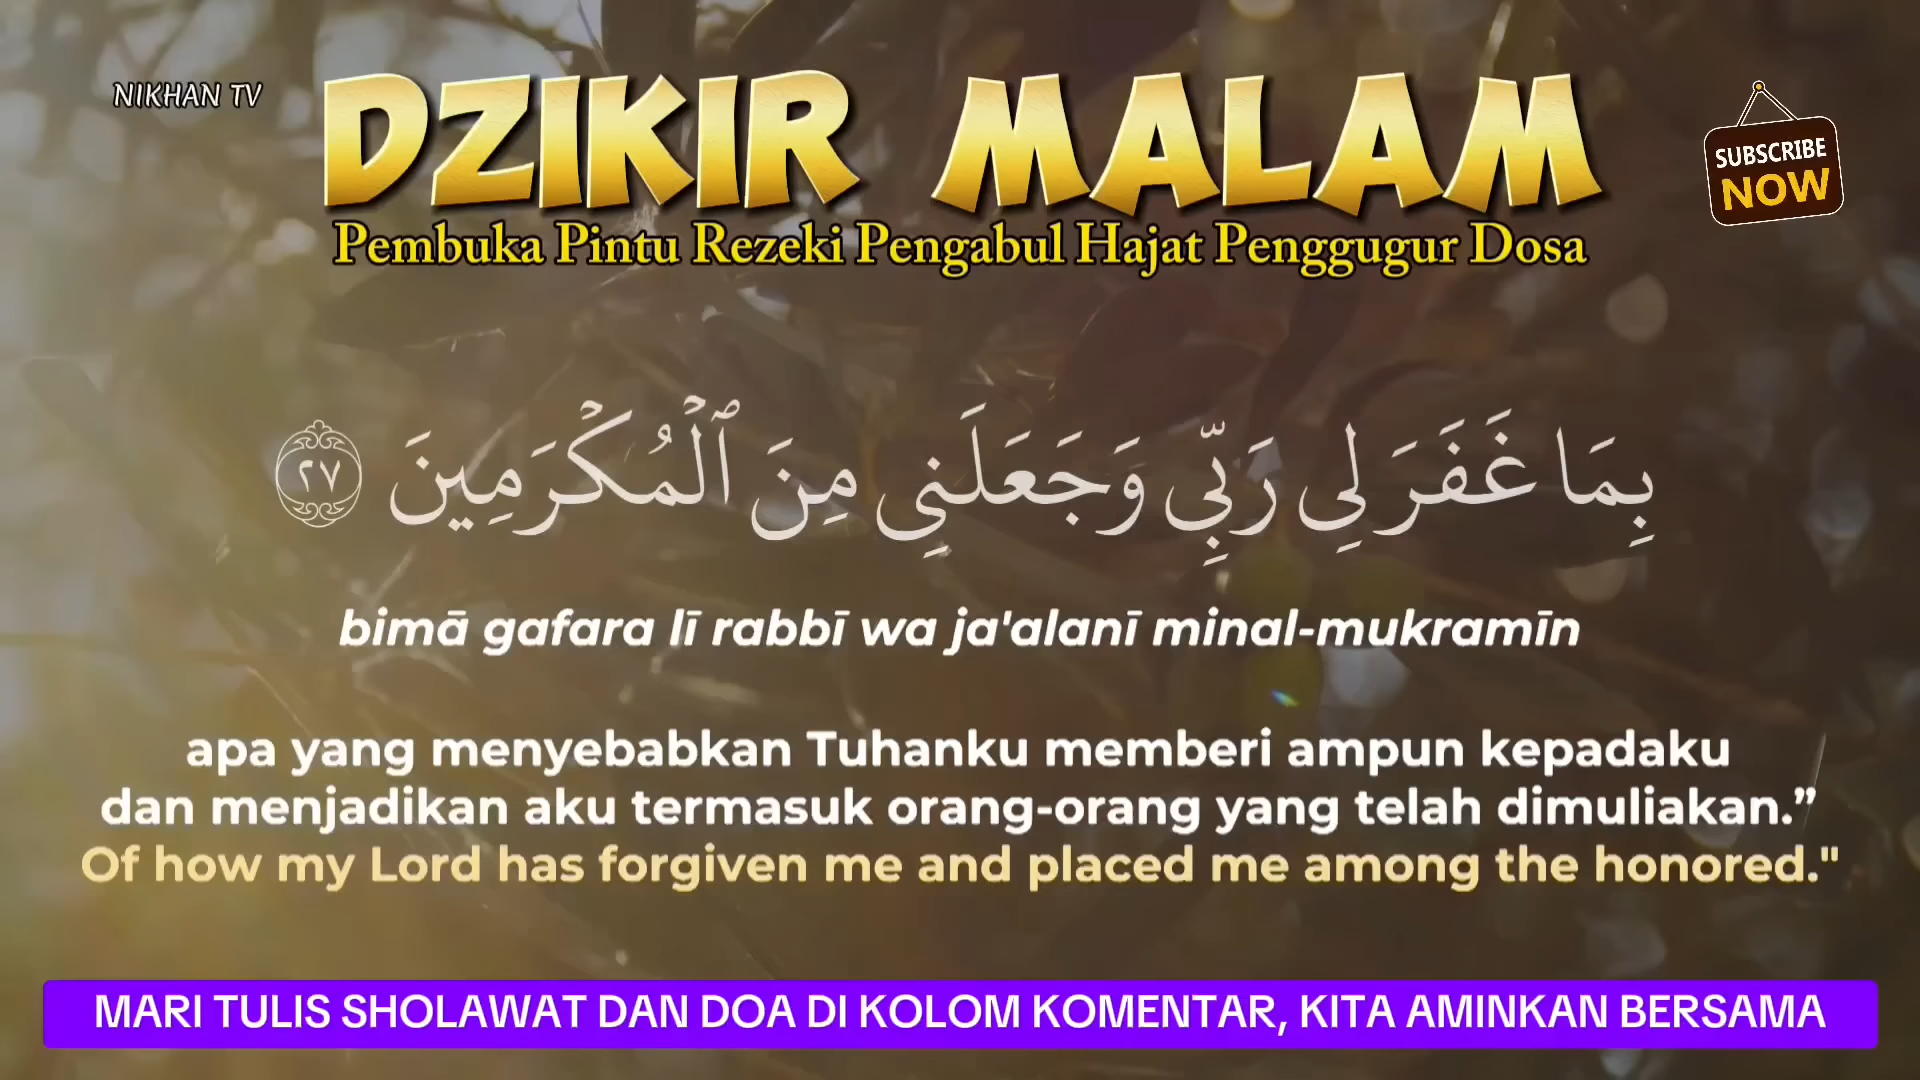 NIKHAN TV
DZIKIR MALAM
SUBSCRIBE
NOW
Pembuka Pintu Rezeki Pengabul Hajat Penggugur Dosa
بِمَا غَفَرَ لِي رَبِّي وَجَعَلَنِي مِنَ ٱلْمُكْرَمِينَ ٢٧
bimā gafara lī rabbī wa ja'alanī minal-mukramīn
apa yang menyebabkan Tuhanku memberi ampun kepadaku
dan menjadikan aku termasuk orang-orang yang telah dimuliakan.”
Of how my Lord has forgiven me and placed me among the honored."
MARI TULIS SHOLAWAT DAN DOA DI KOLOM KOMENTAR, KITA AMINKAN BERSAMA